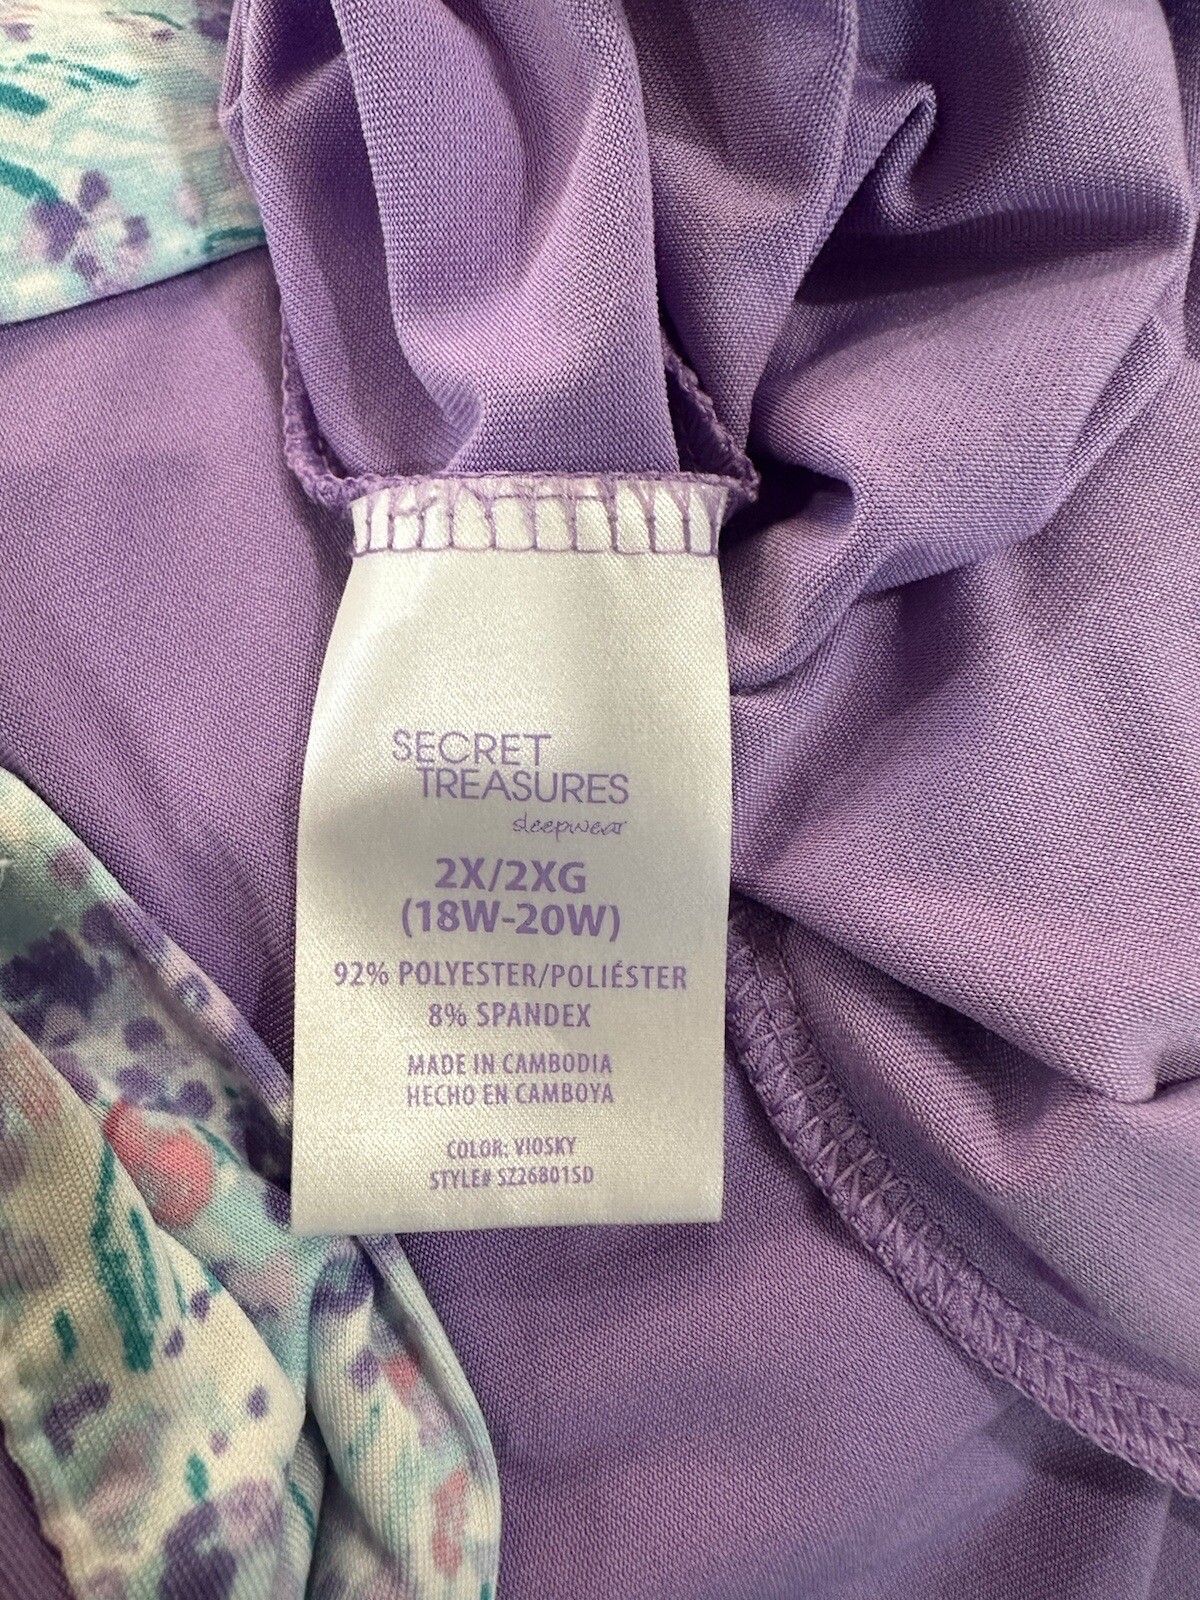 SECRET
TREASURES
sleepwear
2X/2XG
(18W-20W)
92% POLYESTER/POLIÉSTER
8% SPANDEX
MADE IN CAMBODIA
HECHO EN CAMBOYA
COLOR: VIOSKY
STYLE# SZ26801SD